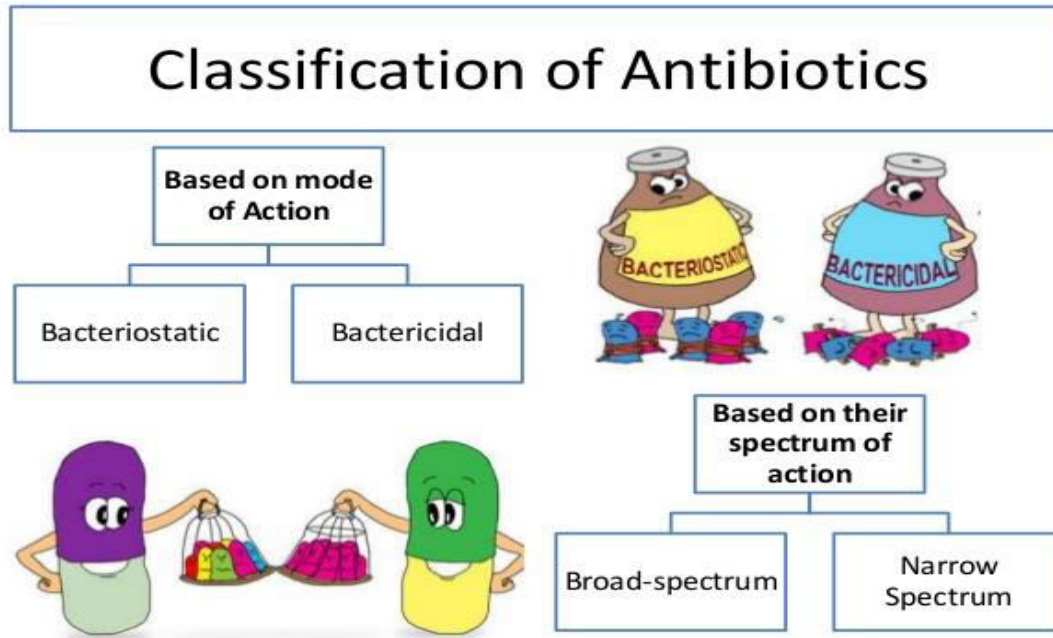 Classification of Antibiotics
Based on mode
of Action
Bacteriostatic
Bactericidal
BACTERIOSTATIC
BACTERICIDAL
Based on their
spectrum of
action
Broad-spectrum
Narrow
Spectrum